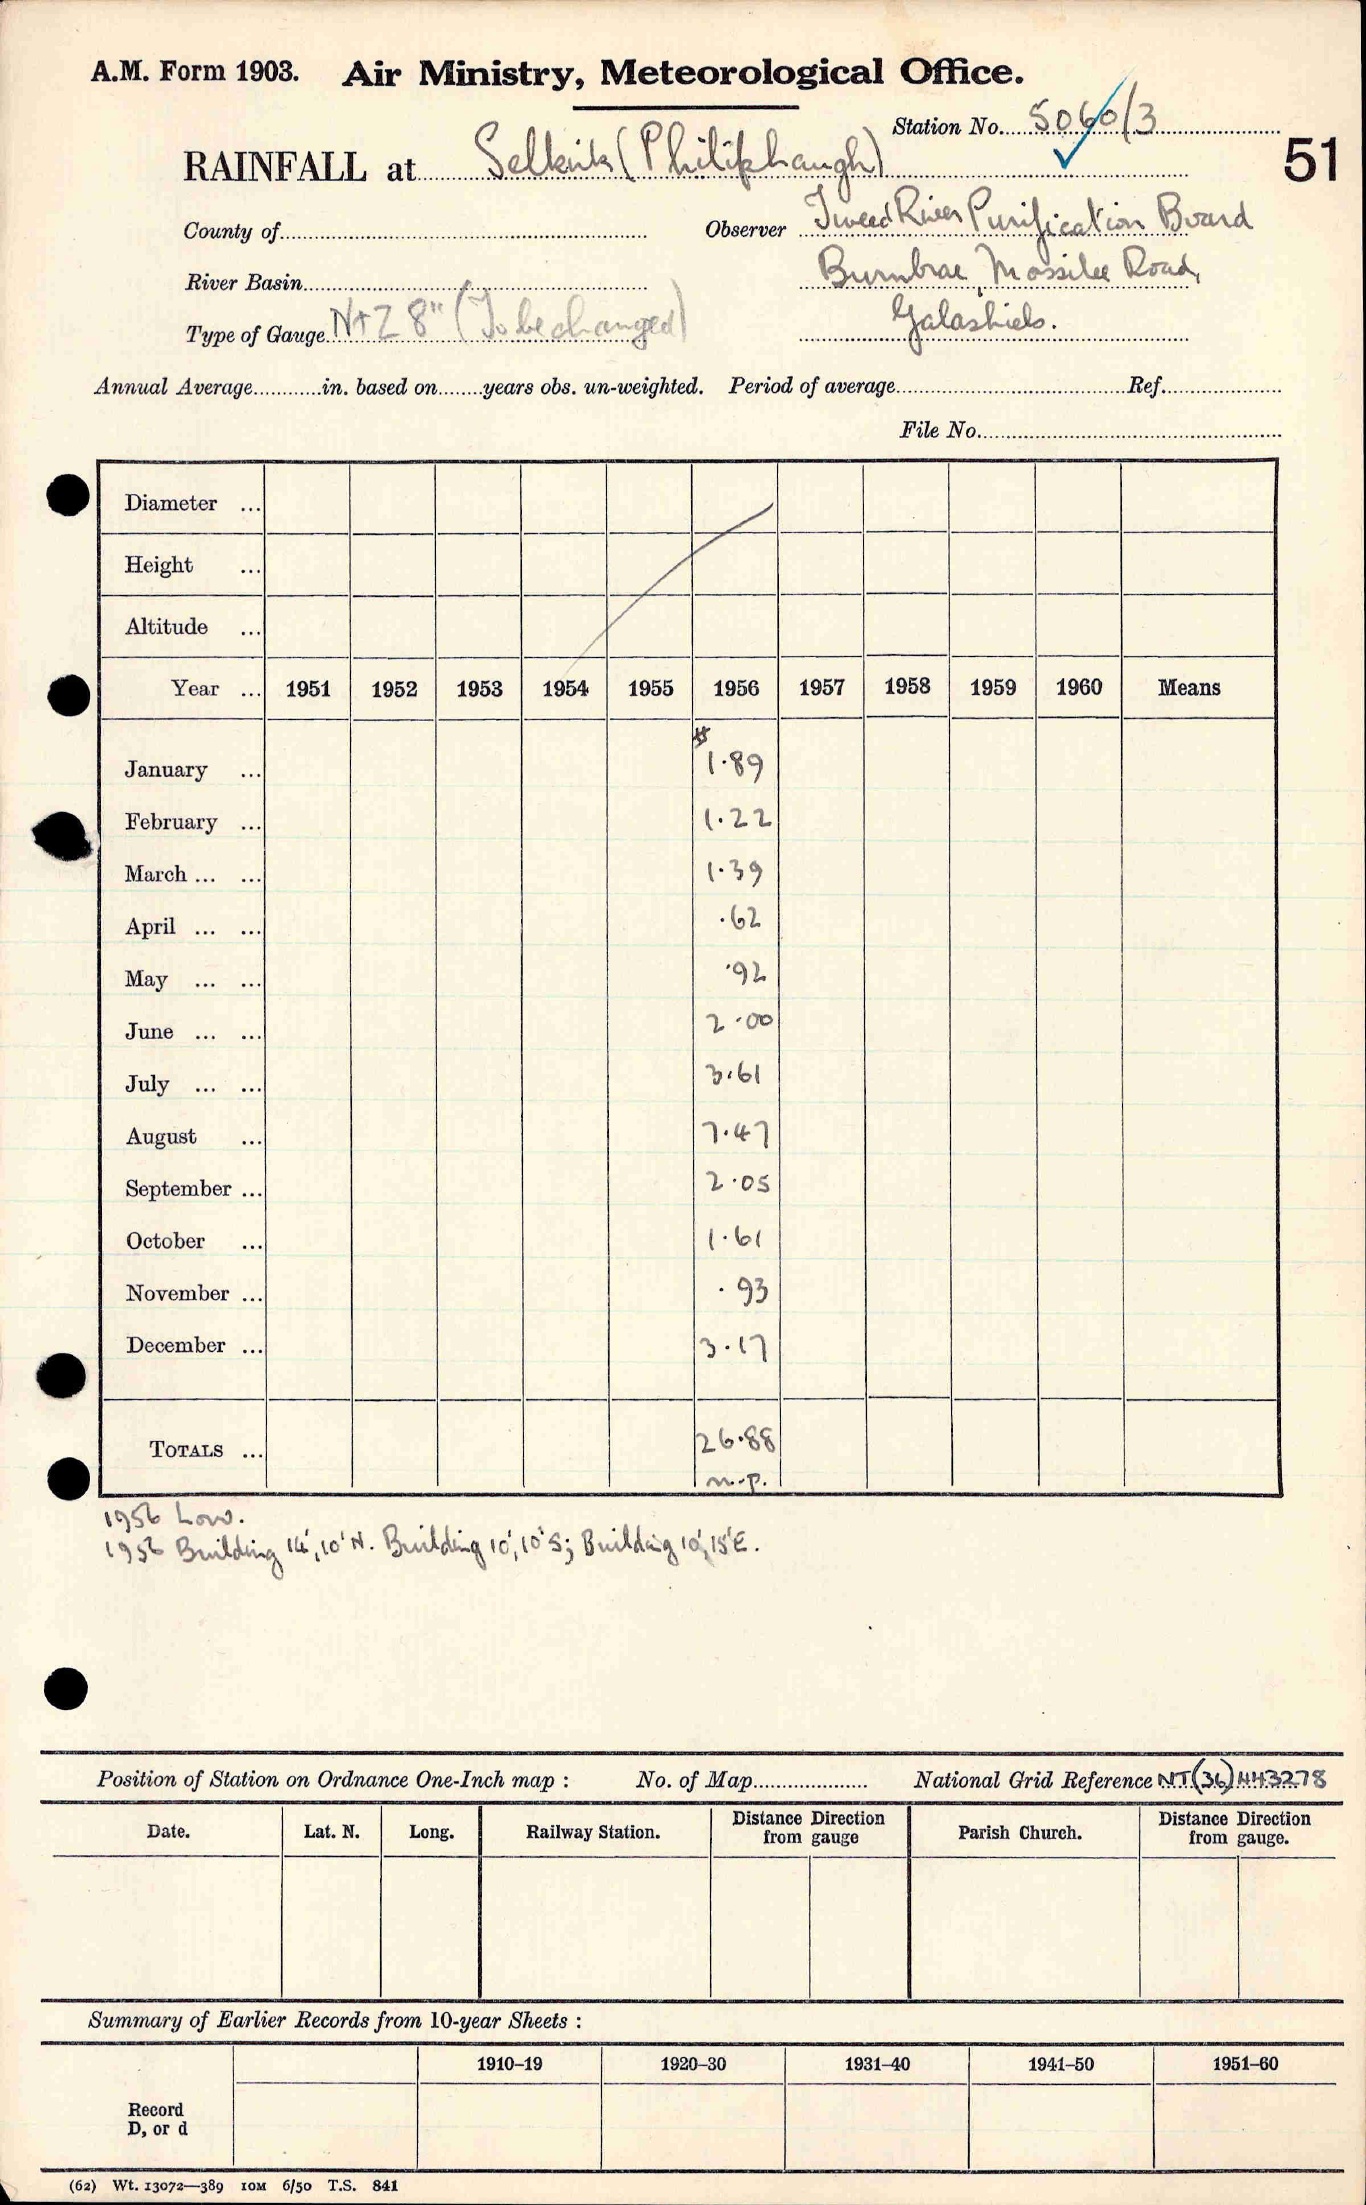 A.M. Form 1903. Air Ministry, Meteorological Office.
Station No. 5060/3
51
RAINFALL at Selkirk (Philiphaugh)
County of Observer Tweed River Purification Board
River Basin Burnbrae, Mossilee Road,
Type of Gauge N+Z 8" (To be changed) Galashiels.
Annual Average in. based on years obs. un-weighted. Period of average Ref.
File No.
Diameter ...
Height ...
Altitude ...
Year ... 1951 1952 1953 1954 1955 1956 1957 1958 1959 1960 Means
January ... 1.89
February ... 1.22
March ... ... 1.39
April ... ... .62
May ... ... .92
June ... ... 2.00
July ... ... 3.61
August ... 7.47
September ... 2.05
October ... 1.61
November ... .93
December ... 3.17
TOTALS ... 26.88
n.p.
1956 Low.
1956 Building 14', 10' N. Building 10', 10' S; Building 10', 15' E.
Position of Station on Ordnance One-Inch map : No. of Map National Grid Reference NT(36)443278
Date. Lat. N. Long. Railway Station. Distance Direction from gauge Parish Church. Distance Direction from gauge.
Summary of Earlier Records from 10-year Sheets :
1910–19 1920–30 1931–40 1941–50 1951–60
Record
D, or d
(62) Wt. 13072—389 10M 6/50 T.S. 841